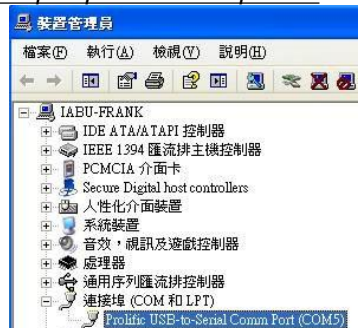 裝置管理員
檔案(F) 執行(A) 檢視(V) 說明(H)
IABU-FRANK
IDE ATA/ATAPI 控制器
IEEE 1394 匯流排主機控制器
PCMCIA 介面卡
Secure Digital host controllers
人性化介面裝置
系統裝置
音效，視訊及遊戲控制器
處理器
通用序列匯流排控制器
連接埠 (COM 和 LPT)
Prolific USB-to-Serial Comm Port (COM5)